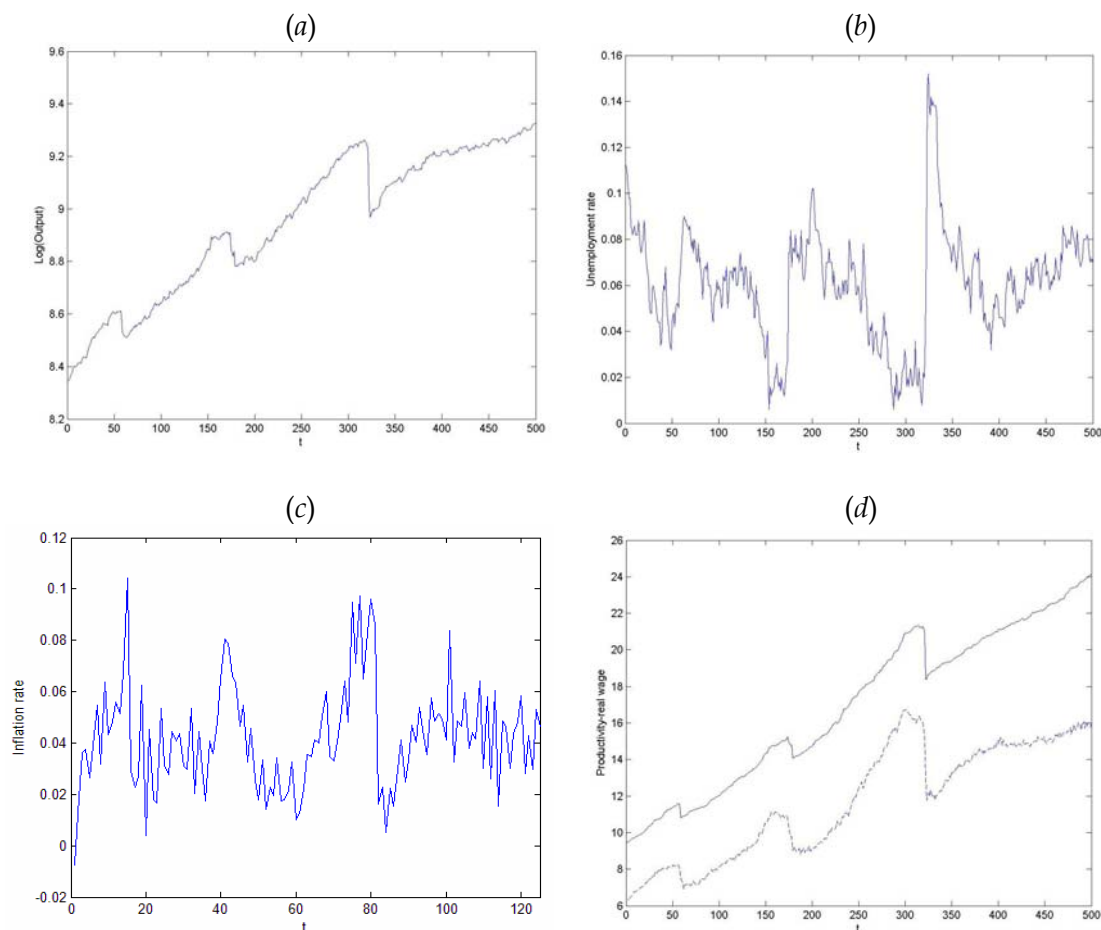 (a)
9.6
9.4
9.2
9
8.8
8.6
8.4
8.2
Log(Output)
0 50 100 150 200 250 300 350 400 450 500
t
(b)
0.16
0.14
0.12
0.1
0.08
0.06
0.04
0.02
0
Unemployment rate
0 50 100 150 200 250 300 350 400 450 500
t
(c)
0.12
0.1
0.08
0.06
0.04
0.02
0
-0.02
Inflation rate
0 20 40 60 80 100 120
t
(d)
26
24
22
20
18
16
14
12
10
8
6
Productivity-real wage
0 50 100 150 200 250 300 350 400 450 500
t